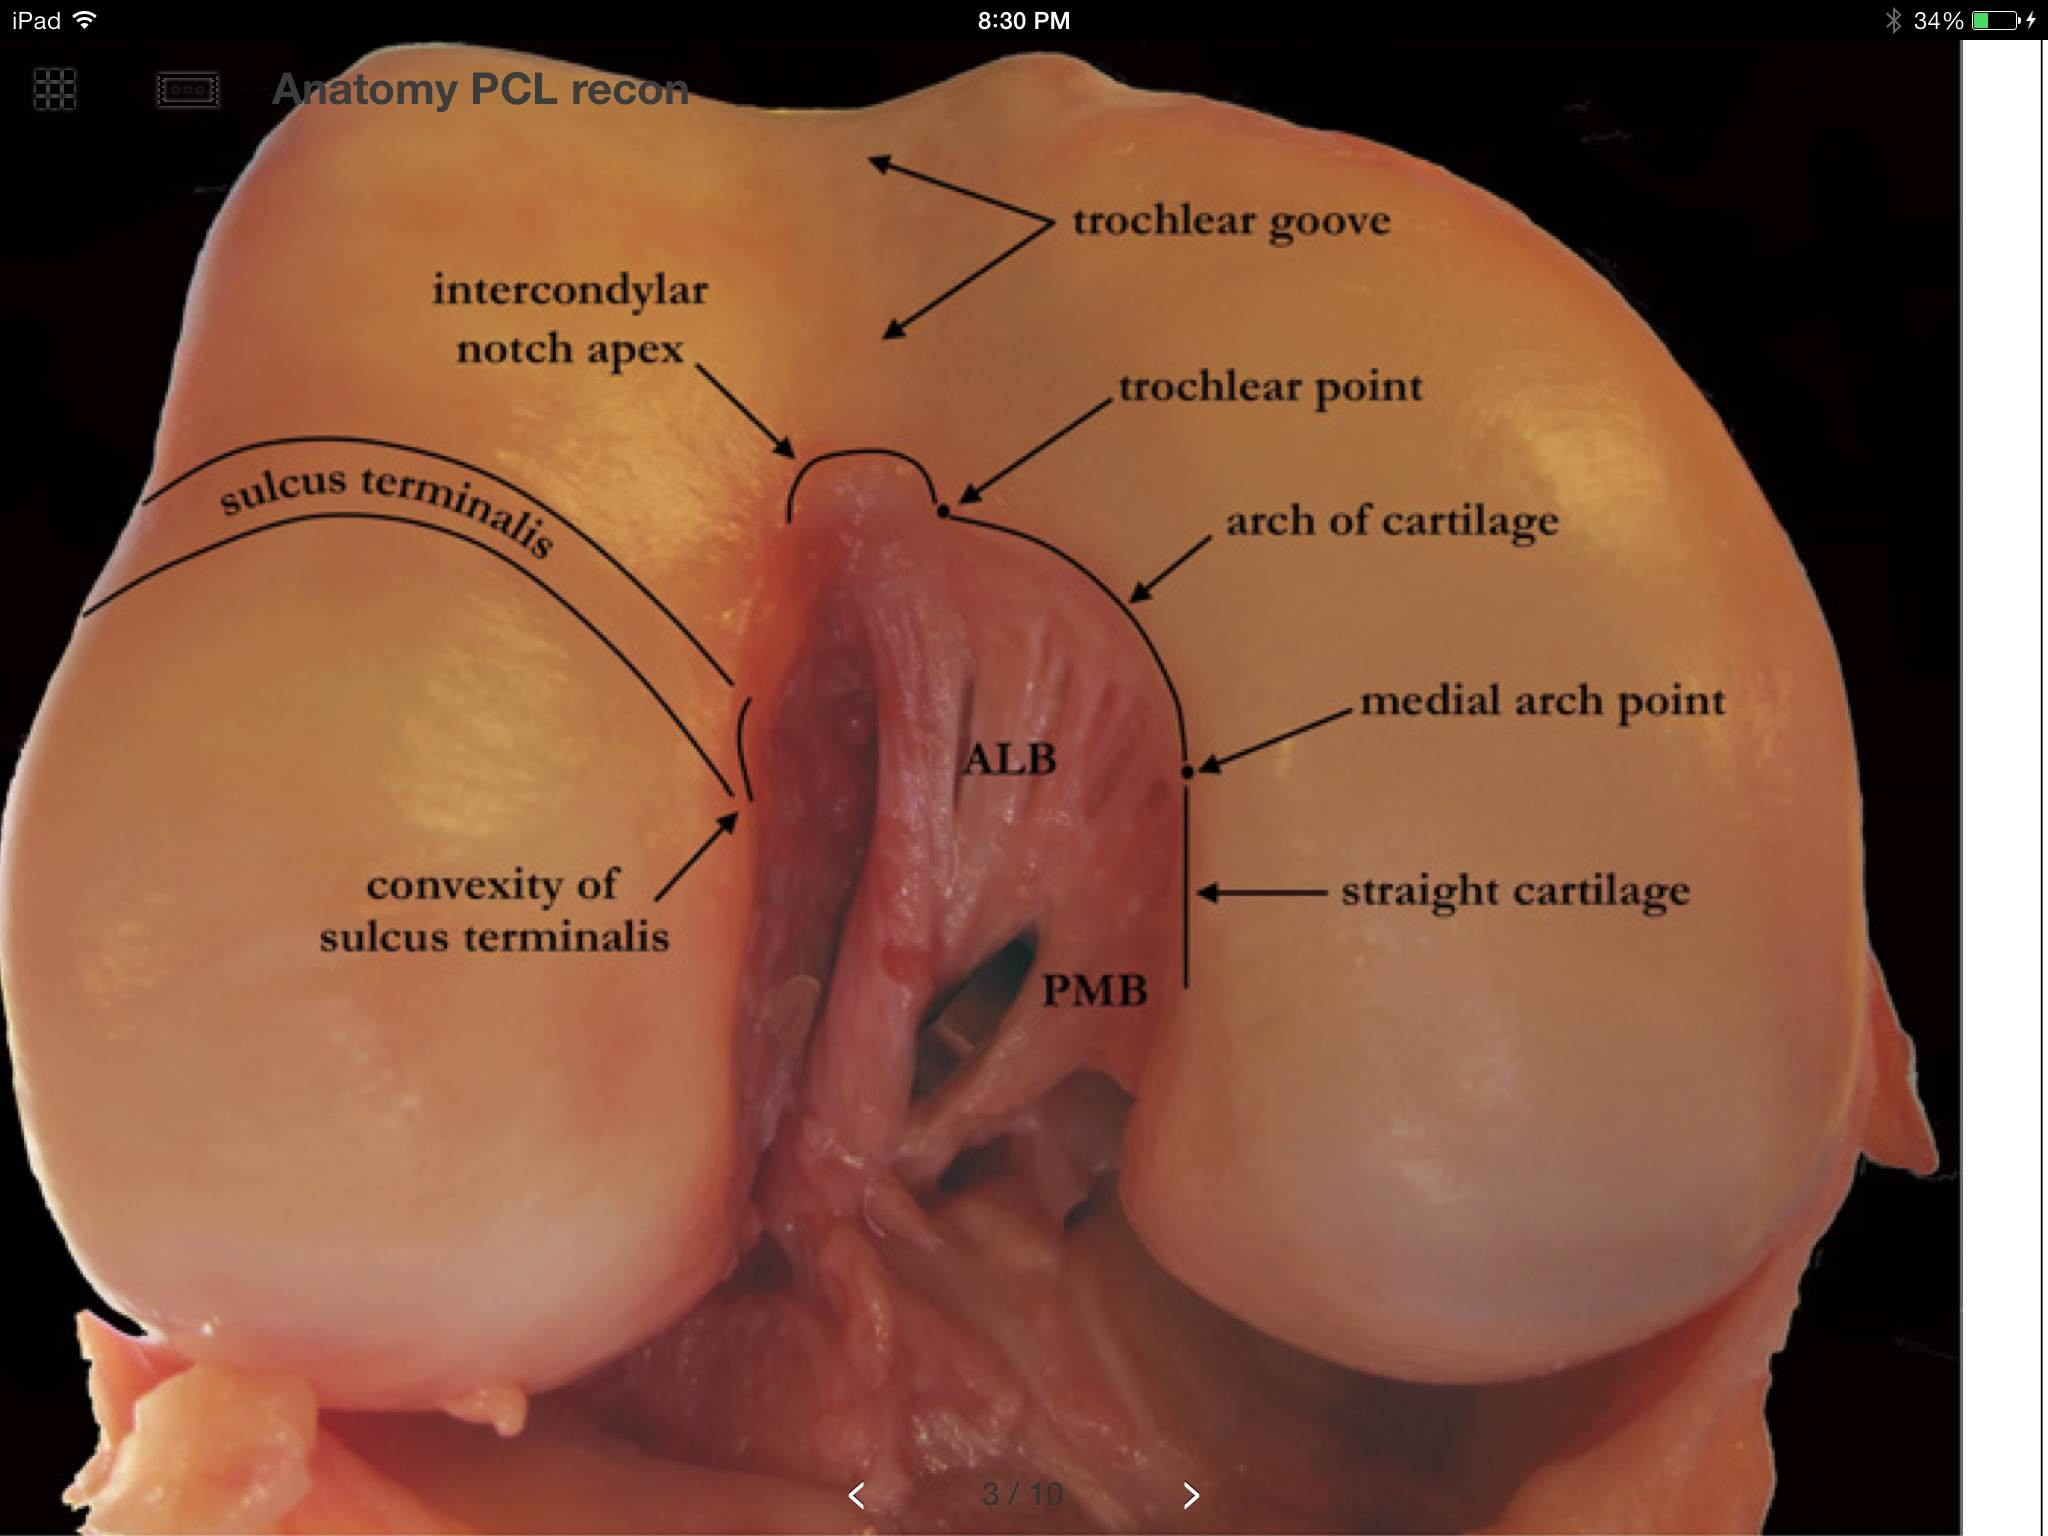 iPad 8:30 PM 34%
Anatomy PCL recon
trochlear goove
intercondylar
notch apex
trochlear point
sulcus terminalis
arch of cartilage
medial arch point
ALB
convexity of
sulcus terminalis
straight cartilage
PMB
3 / 10